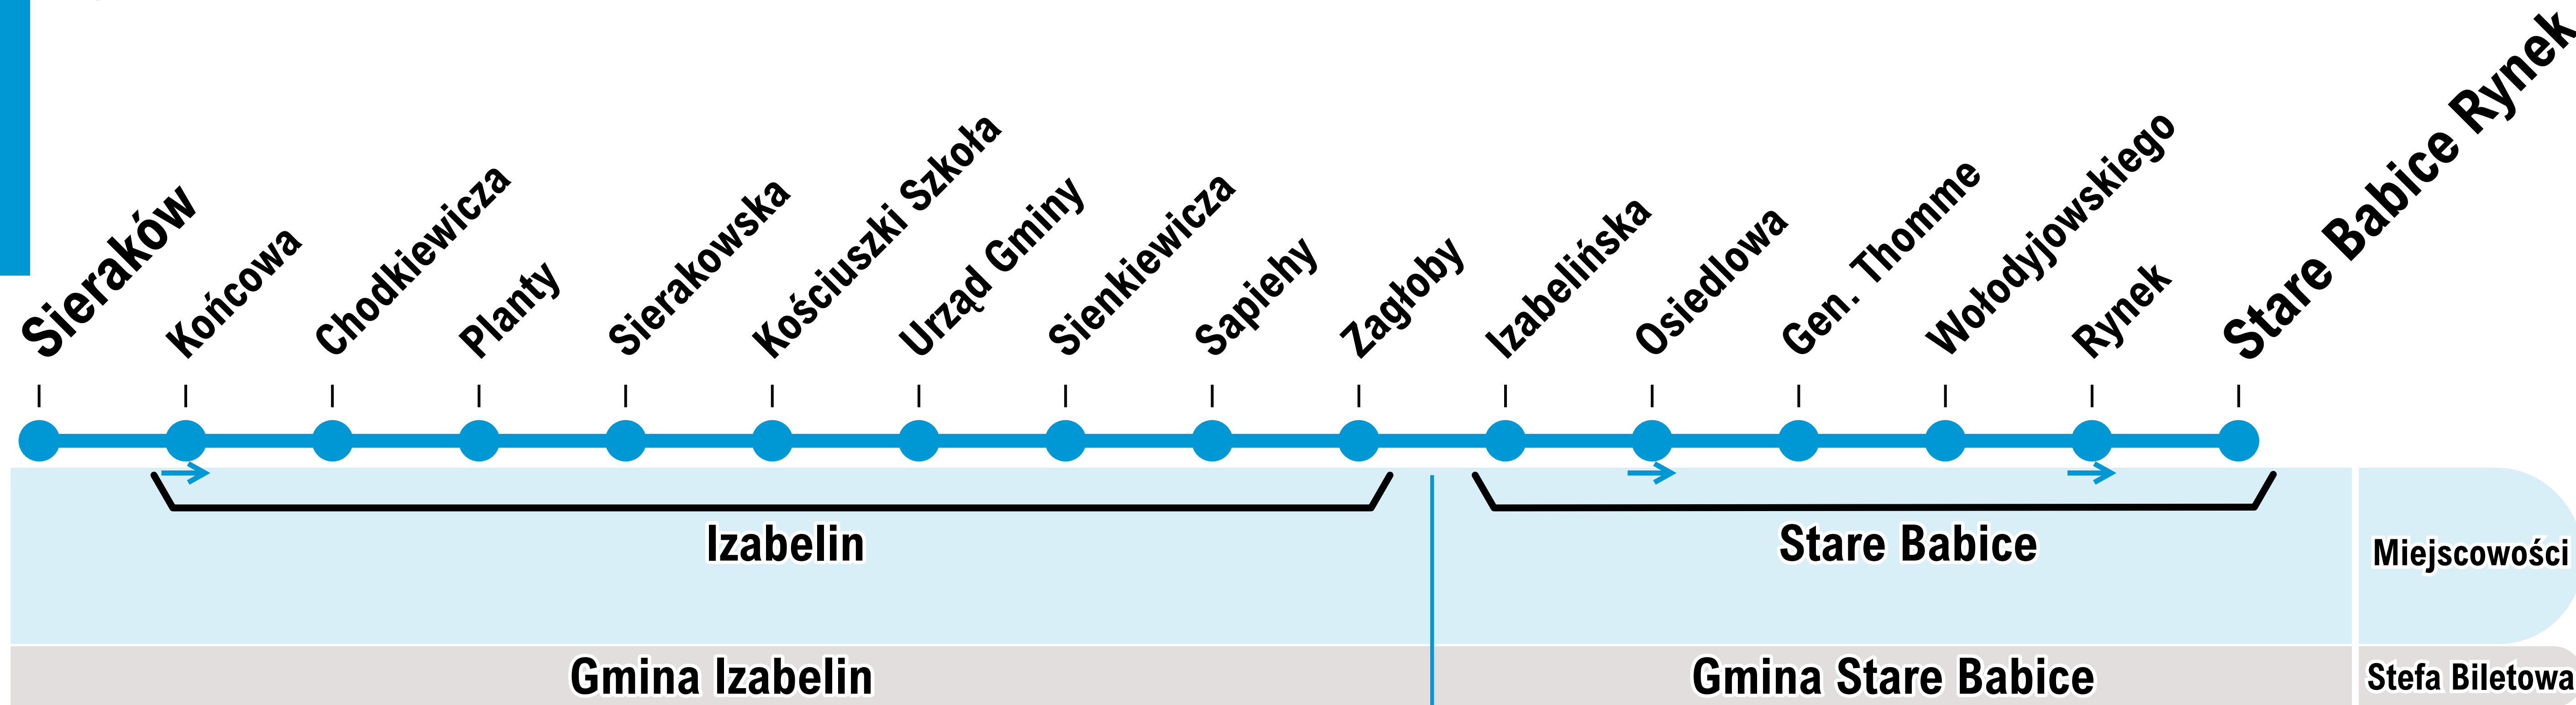 Sieraków
Końcowa
Chodkiewicza
Planty
Sierakowska
Kościuszki Szkoła
Urząd Gminy
Sienkiewicza
Sapiehy
Zagłoby
Izabelińska
Osiedlowa
Gen. Thomme
Wołodyjowskiego
Rynek
Stare Babice Rynek
Izabelin
Stare Babice
Miejscowości
Gmina Izabelin
Gmina Stare Babice
Stefa Biletowa